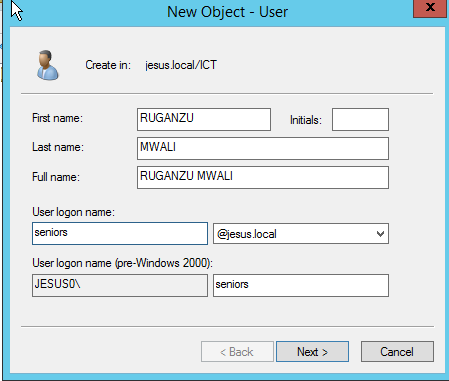 New Object - User
x
Create in: jesus.local/ICT
First name: RUGANZU Initials:
Last name: MWALI
Full name: RUGANZU MWALI
User logon name:
seniors @jesus.local
User logon name (pre-Windows 2000):
JESUS0\ seniors
< Back Next > Cancel